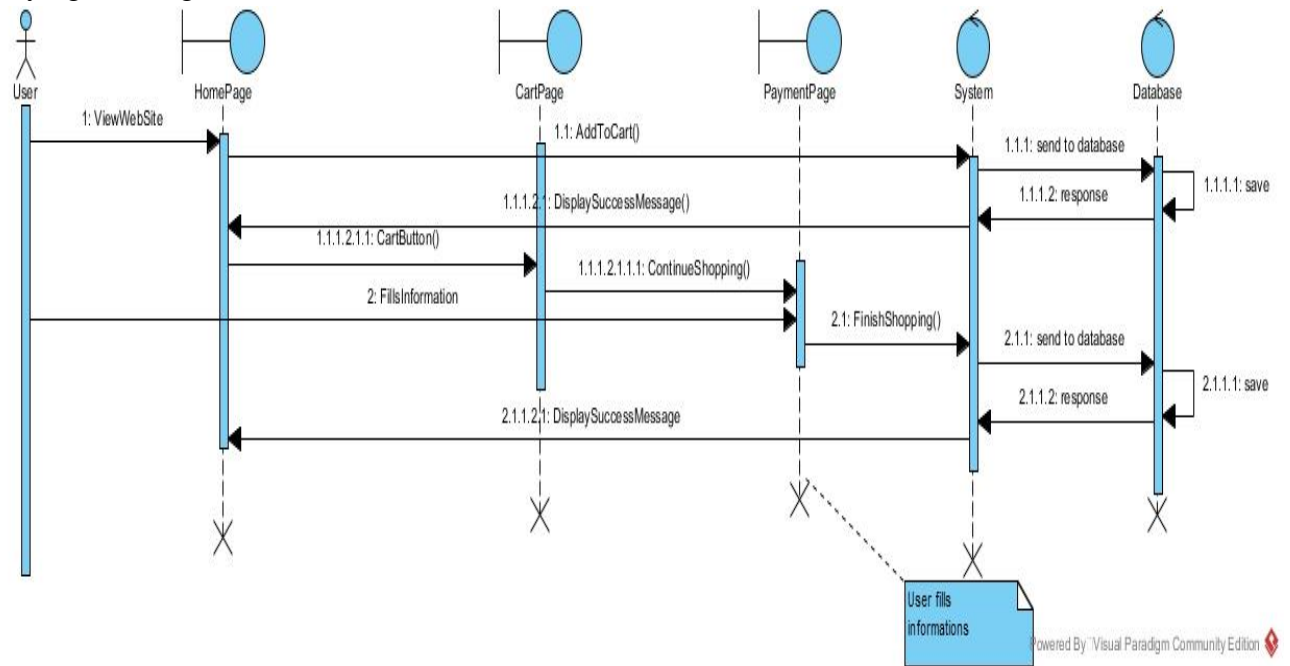 User
HomePage
CartPage
PaymentPage
System
Database
1: ViewWebSite
1.1: AddToCart()
1.1.1: send to database
1.1.1.1: save
1.1.1.2: response
1.1.1.2.1: DisplaySuccessMessage()
1.1.1.2.1.1: CartButton()
1.1.1.2.1.1.1: ContinueShopping()
2: FillsInformation
2.1: FinishShopping()
2.1.1: send to database
2.1.1.1: save
2.1.1.2: response
2.1.1.2.1: DisplaySuccessMessage
User fills
informations
Powered By Visual Paradigm Community Edition